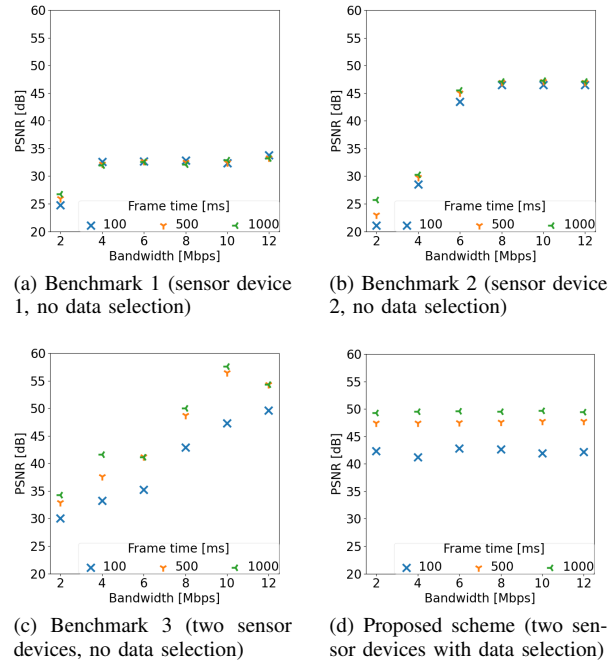 60
55
50
45
40
35
30
25
20
PSNR [dB]
Frame time [ms]
100 500 1000
2 4 6 8 10 12
Bandwidth [Mbps]
(a) Benchmark 1 (sensor device
1, no data selection)
60
55
50
45
40
35
30
25
20
PSNR [dB]
Frame time [ms]
100 500 1000
2 4 6 8 10 12
Bandwidth [Mbps]
(b) Benchmark 2 (sensor device
2, no data selection)
60
55
50
45
40
35
30
25
20
PSNR [dB]
Frame time [ms]
100 500 1000
2 4 6 8 10 12
Bandwidth [Mbps]
(c) Benchmark 3 (two sensor
devices, no data selection)
60
55
50
45
40
35
30
25
20
PSNR [dB]
Frame time [ms]
100 500 1000
2 4 6 8 10 12
Bandwidth [Mbps]
(d) Proposed scheme (two sen-
sor devices with data selection)